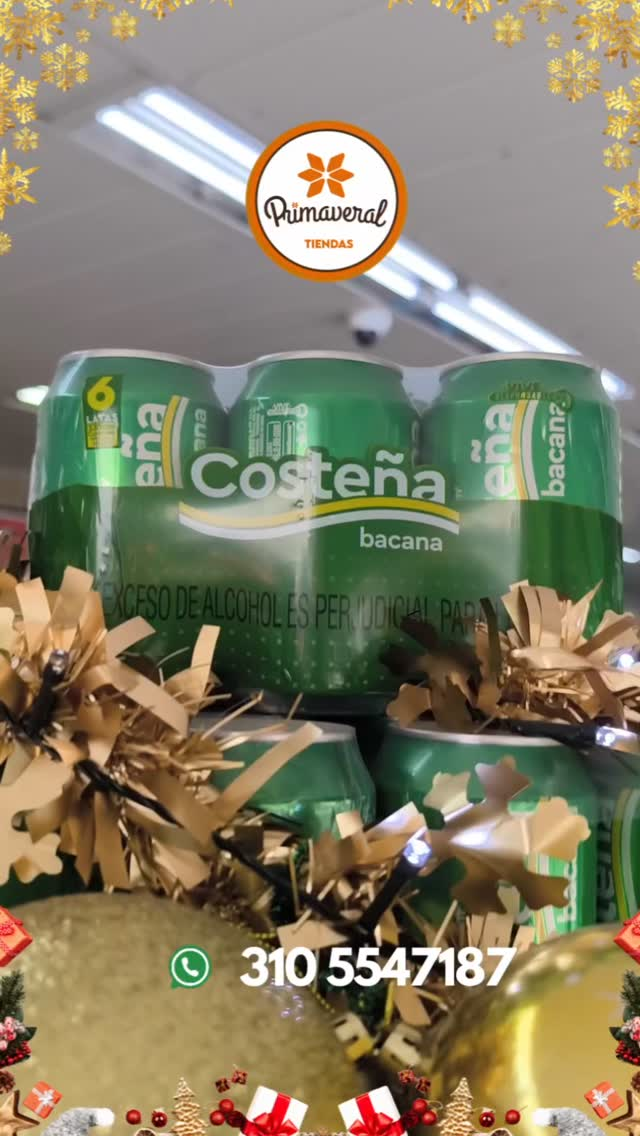 Primaveral
TIENDAS
6
LATAS
eña
bacana
eña
bacana
Costeña
bacana
EXCESO DE ALCOHOL ES PERJUDICIAL PARA
310 5547187